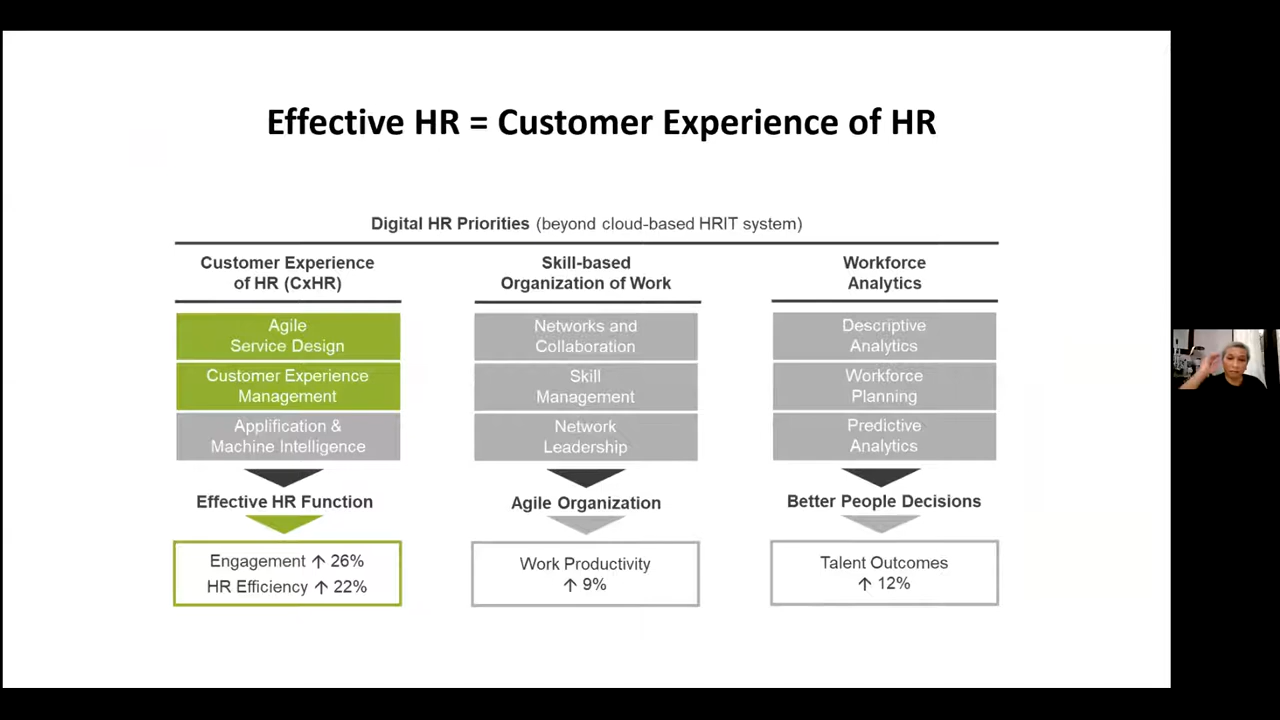 Effective HR = Customer Experience of HR
Digital HR Priorities (beyond cloud-based HRIT system)
Customer Experience
of HR (CxHR)
Agile
Service Design
Customer Experience
Management
Applification &
Machine Intelligence
Effective HR Function
Engagement ↑ 26%
HR Efficiency ↑ 22%
Skill-based
Organization of Work
Networks and
Collaboration
Skill
Management
Network
Leadership
Agile Organization
Work Productivity
↑ 9%
Workforce
Analytics
Descriptive
Analytics
Workforce
Planning
Predictive
Analytics
Better People Decisions
Talent Outcomes
↑ 12%